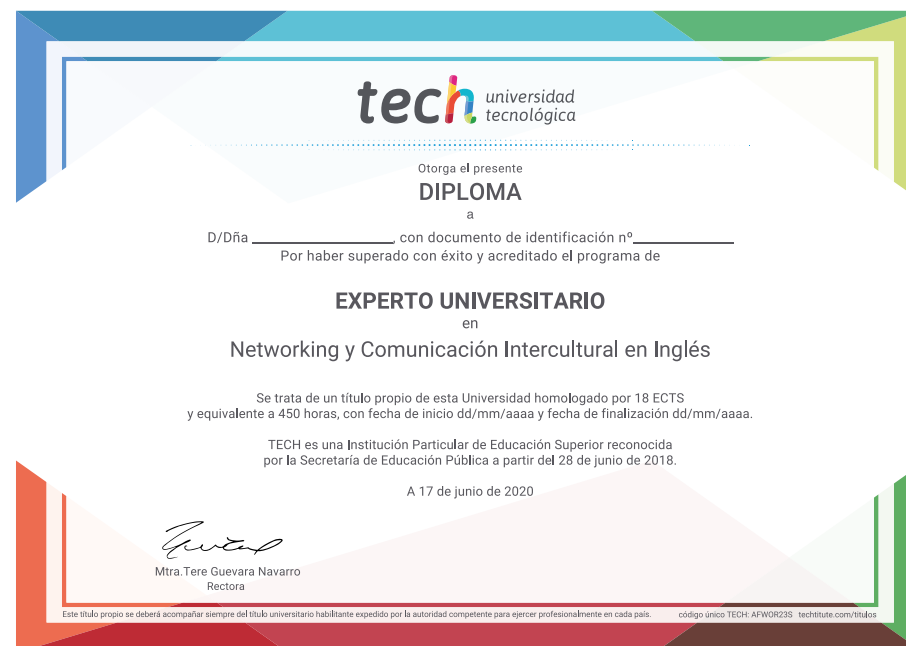 tech universidad
tecnológica
Otorga el presente
DIPLOMA
a
D/Dña ____________________, con documento de identificación nº______________
Por haber superado con éxito y acreditado el programa de
EXPERTO UNIVERSITARIO
en
Networking y Comunicación Intercultural en Inglés
Se trata de un título propio de esta Universidad homologado por 18 ECTS
y equivalente a 450 horas, con fecha de inicio dd/mm/aaaa y fecha de finalización dd/mm/aaaa.
TECH es una Institución Particular de Educación Superior reconocida
por la Secretaría de Educación Pública a partir del 28 de junio de 2018.
A 17 de junio de 2020
Mtra.Tere Guevara Navarro
Rectora
Este título propio se deberá acompañar siempre del título universitario habilitante expedido por la autoridad competente para ejercer profesionalmente en cada país. código único TECH: AFWOR23S techtitute.com/titulos